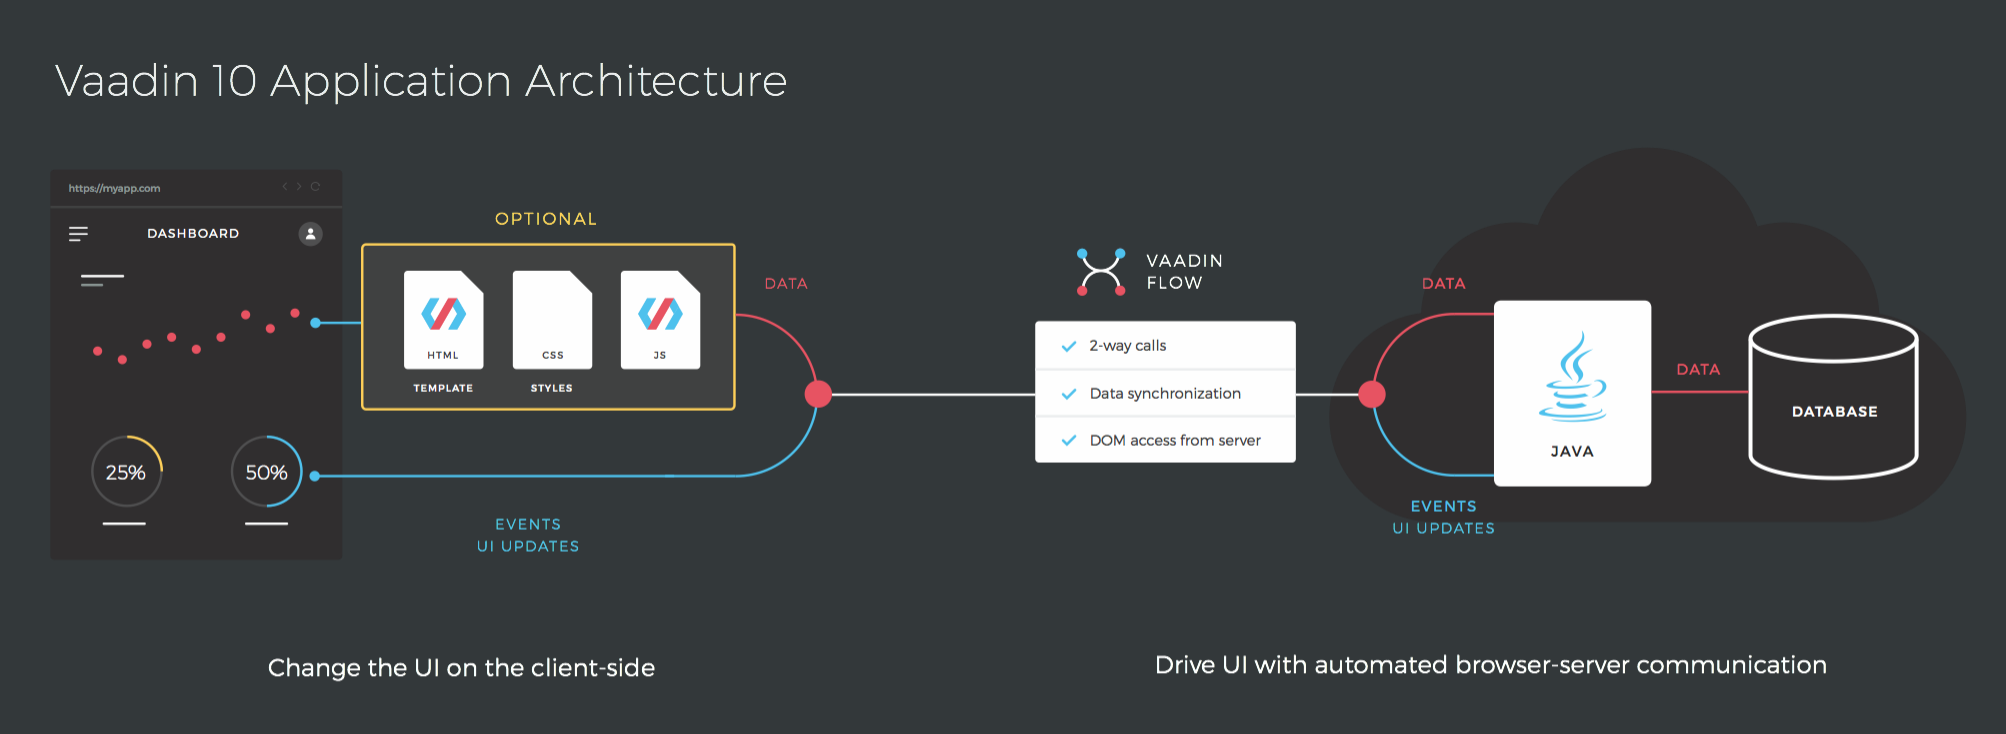 Vaadin 10 Application Architecture
https://myapp.com
DASHBOARD
25%
50%
OPTIONAL
HTML
CSS
JS
TEMPLATE
STYLES
DATA
EVENTS
UI UPDATES
VAADIN
FLOW
2-way calls
Data synchronization
DOM access from server
DATA
JAVA
EVENTS
UI UPDATES
DATA
DATABASE
Change the UI on the client-side
Drive UI with automated browser-server communication